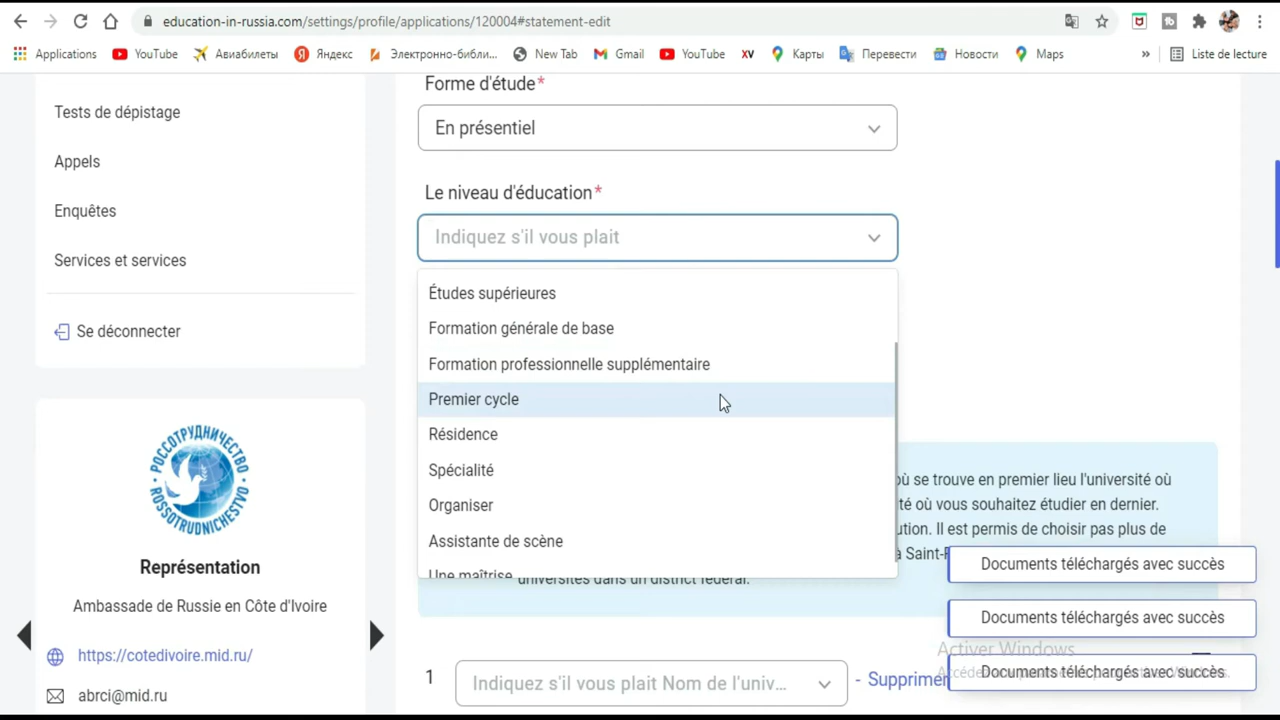 education-in-russia.com/settings/profile/applications/120004#statement-edit
Applications
YouTube
Авиабилеты
Яндекс
Электронно-библи...
New Tab
Gmail
YouTube
XV
Карты
Перевести
Новости
Maps
»
Liste de lecture
Tests de dépistage
Appels
Enquêtes
Services et services
Se déconnecter
РОССОТРУДНИЧЕСТВО
ROSSOTRUDNICHESTVO
Représentation
Ambassade de Russie en Côte d'Ivoire
https://cotedivoire.mid.ru/
abrci@mid.ru
Forme d'étude*
En présentiel
Le niveau d'éducation*
Indiquez s'il vous plait
Études supérieures
Formation générale de base
Formation professionnelle supplémentaire
Premier cycle
Résidence
Spécialité
Organiser
Assistante de scène
Une maîtrise
où se trouve en premier lieu l'université où
té où vous souhaitez étudier en dernier.
ution. Il est permis de choisir pas plus de
à Saint-
universités dans un district fédéral.
Documents téléchargés avec succès
Documents téléchargés avec succès
Activer Windows
Documents téléchargés avec succès
1
Indiquez s'il vous plait Nom de l'univ...
- Supprimer